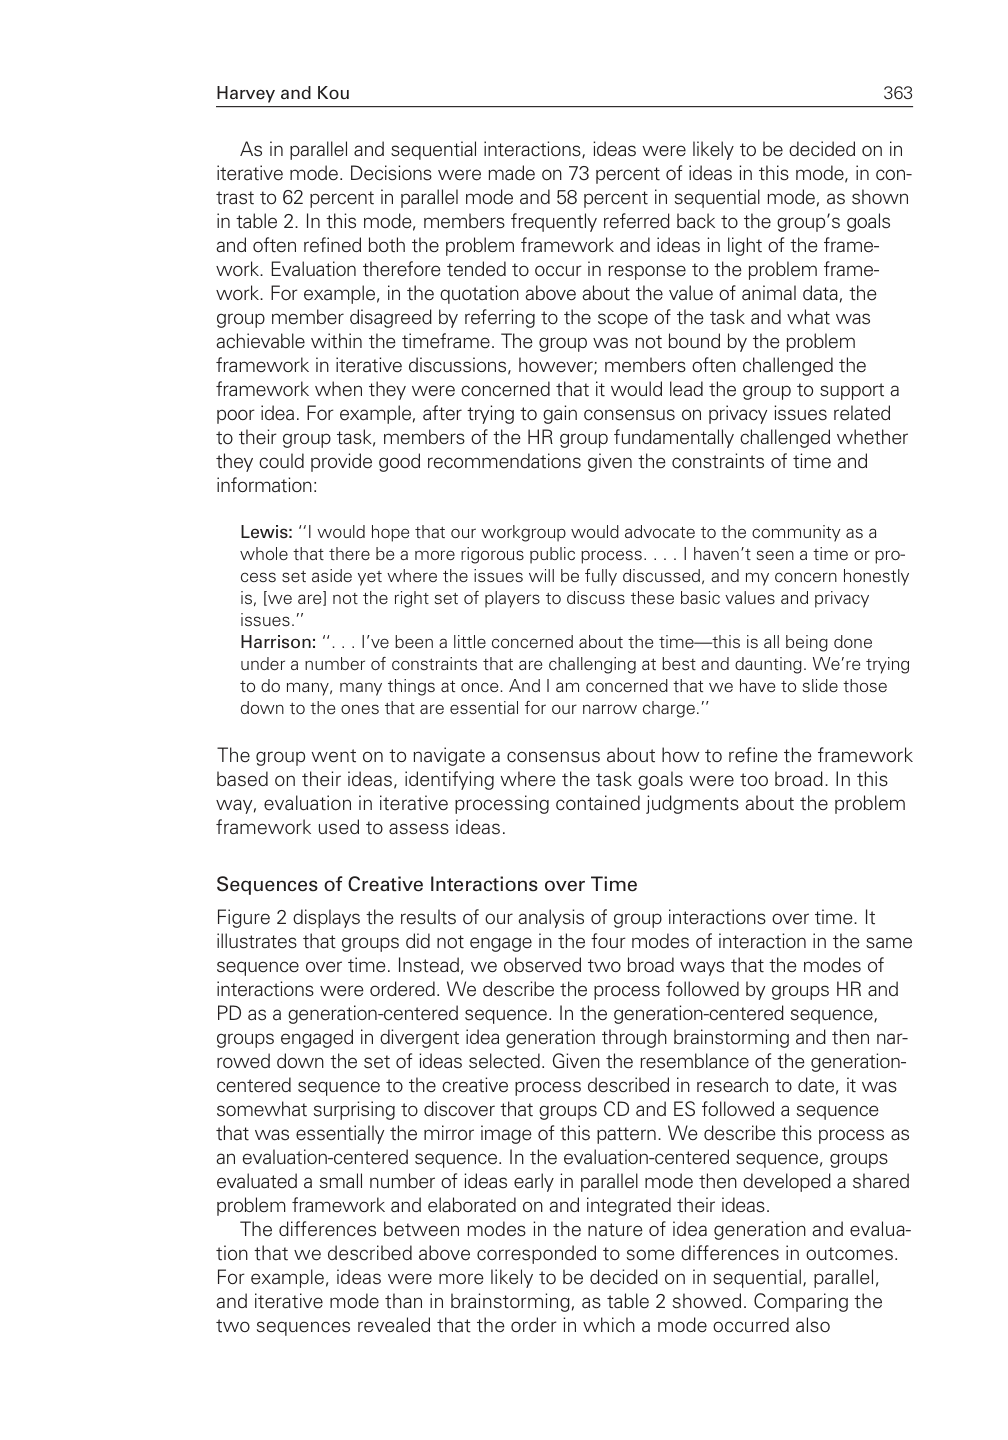 Harvey and Kou 363
As in parallel and sequential interactions, ideas were likely to be decided on in
iterative mode. Decisions were made on 73 percent of ideas in this mode, in con-
trast to 62 percent in parallel mode and 58 percent in sequential mode, as shown
in table 2. In this mode, members frequently referred back to the group's goals
and often refined both the problem framework and ideas in light of the frame-
work. Evaluation therefore tended to occur in response to the problem frame-
work. For example, in the quotation above about the value of animal data, the
group member disagreed by referring to the scope of the task and what was
achievable within the timeframe. The group was not bound by the problem
framework in iterative discussions, however; members often challenged the
framework when they were concerned that it would lead the group to support a
poor idea. For example, after trying to gain consensus on privacy issues related
to their group task, members of the HR group fundamentally challenged whether
they could provide good recommendations given the constraints of time and
information:
Lewis: ''I would hope that our workgroup would advocate to the community as a
whole that there be a more rigorous public process. . . . I haven't seen a time or pro-
cess set aside yet where the issues will be fully discussed, and my concern honestly
is, [we are] not the right set of players to discuss these basic values and privacy
issues.''
Harrison: ''. . . I've been a little concerned about the time—this is all being done
under a number of constraints that are challenging at best and daunting. We're trying
to do many, many things at once. And I am concerned that we have to slide those
down to the ones that are essential for our narrow charge.''
The group went on to navigate a consensus about how to refine the framework
based on their ideas, identifying where the task goals were too broad. In this
way, evaluation in iterative processing contained judgments about the problem
framework used to assess ideas.
Sequences of Creative Interactions over Time
Figure 2 displays the results of our analysis of group interactions over time. It
illustrates that groups did not engage in the four modes of interaction in the same
sequence over time. Instead, we observed two broad ways that the modes of
interactions were ordered. We describe the process followed by groups HR and
PD as a generation-centered sequence. In the generation-centered sequence,
groups engaged in divergent idea generation through brainstorming and then nar-
rowed down the set of ideas selected. Given the resemblance of the generation-
centered sequence to the creative process described in research to date, it was
somewhat surprising to discover that groups CD and ES followed a sequence
that was essentially the mirror image of this pattern. We describe this process as
an evaluation-centered sequence. In the evaluation-centered sequence, groups
evaluated a small number of ideas early in parallel mode then developed a shared
problem framework and elaborated on and integrated their ideas.
The differences between modes in the nature of idea generation and evalua-
tion that we described above corresponded to some differences in outcomes.
For example, ideas were more likely to be decided on in sequential, parallel,
and iterative mode than in brainstorming, as table 2 showed. Comparing the
two sequences revealed that the order in which a mode occurred also